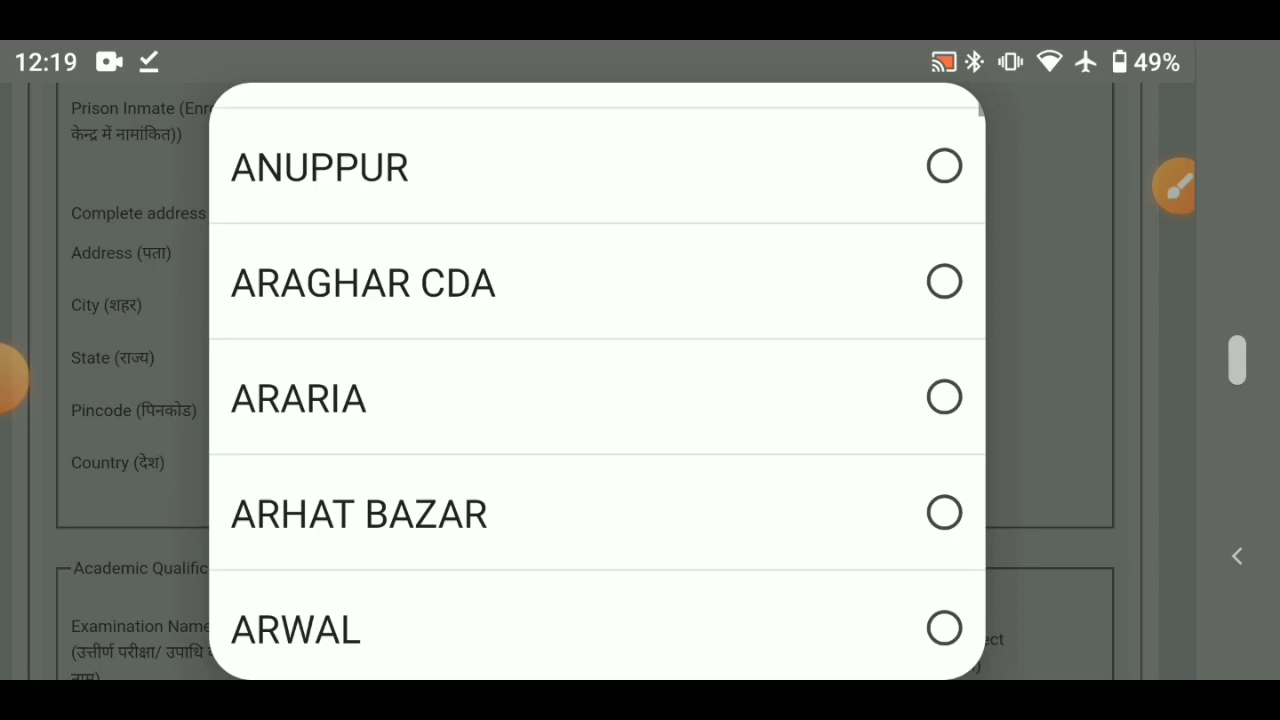 12:19
49%
Prison Inmate (Enr
केन्द्र में नामांकित))
Complete address
Address (पता)
City (शहर)
State (राज्य)
Pincode (पिनकोड)
Country (देश)
Academic Qualific
Examination Name
(उत्तीर्ण परीक्षा/ उपाधि
नाम)
ect
ANUPPUR
ARAGHAR CDA
ARARIA
ARHAT BAZAR
ARWAL